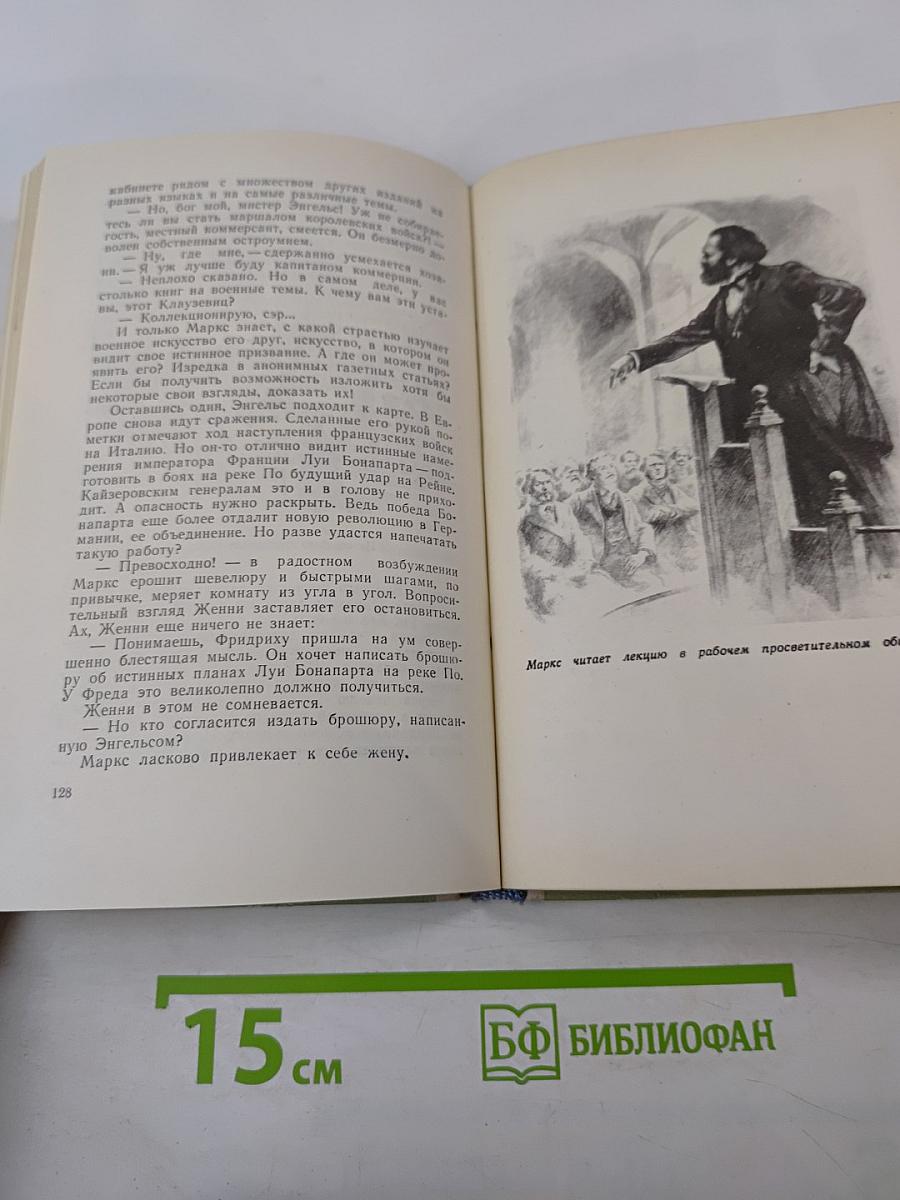 кабинете рядом с множеством других изданий на
разных языках и на самые различные темы.
— Но, бог мой, мистер Энгельс! Уж не собирае-
тесь ли вы стать маршалом королевских войск?! —
гость, местный коммерсант, смеется. Он безмерно до-
волен собственным остроумием.
— Ну, где мне, — сдержанно усмехается хозя-
ин. — Я уж лучше буду капитаном коммерции.
— Неплохо сказано. Но в самом деле, у вас
столько книг на военные темы. К чему вам эти уста-
вы, этот Клаузевиц?
— Коллекционирую, сэр...
И только Маркс знает, с какой страстью изучает
военное искусство его друг, искусство, в котором он
видит свое истинное призвание. А где он может про-
явить его? Изредка в анонимных газетных статьях?
Если бы получить возможность изложить хотя бы
некоторые свои взгляды, доказать их!
Оставшись один, Энгельс подходит к карте. В Ев-
ропе снова идут сражения. Сделанные его рукой по-
метки отмечают ход наступления французских войск
на Италию. Но он-то отлично видит истинные наме-
рения императора Франции Луи Бонапарта — под-
готовить в боях на реке По будущий удар на Рейне.
Кайзеровским генералам это и в голову не прихо-
дит. А опасность нужно раскрыть. Ведь победа Бо-
напарта еще более отдалит новую революцию в Гер-
мании, ее объединение. Но разве удастся напечатать
такую работу?
— Превосходно! — в радостном возбуждении
Маркс ерошит шевелюру и быстрыми шагами, по
привычке, меряет комнату из угла в угол. Вопроси-
тельный взгляд Женни заставляет его остановиться.
Ах, Женни еще ничего не знает:
— Понимаешь, Фридриху пришла на ум совер-
шенно блестящая мысль. Он хочет написать брошю-
ру об истинных планах Луи Бонапарта на реке По.
У Фреда это великолепно должно получиться.
Женни в этом не сомневается.
— Но кто согласится издать брошюру, написан-
ную Энгельсом?
Маркс ласково привлекает к себе жену.
128
Маркс читает лекцию в рабочем просветительном
15 см
БФ БИБЛИОФАН